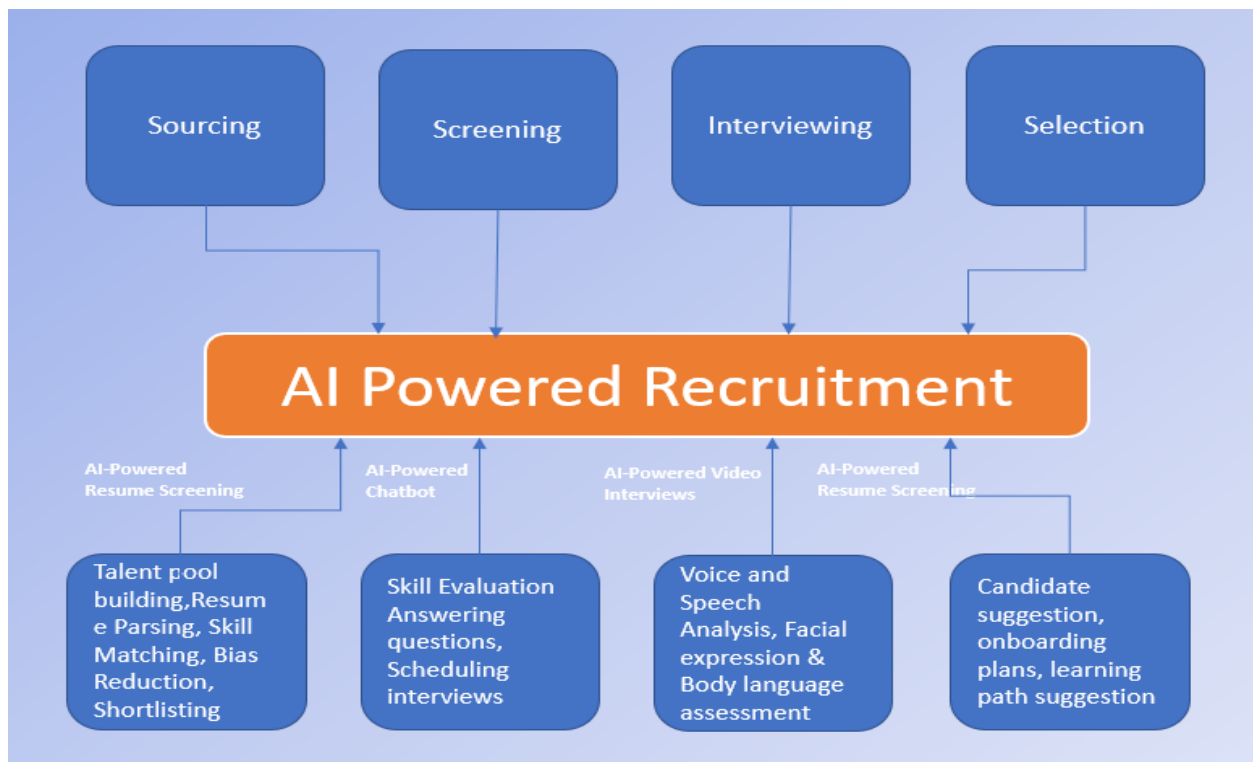 Sourcing
Screening
Interviewing
Selection
AI Powered Recruitment
AI-Powered
Resume Screening
AI-Powered
Chatbot
AI-Powered Video
Interviews
AI-Powered
Resume Screening
Talent pool
building,Resum
e Parsing, Skill
Matching, Bias
Reduction,
Shortlisting
Skill Evaluation
Answering
questions,
Scheduling
interviews
Voice and
Speech
Analysis, Facial
expression &
Body language
assessment
Candidate
suggestion,
onboarding
plans, learning
path suggestion